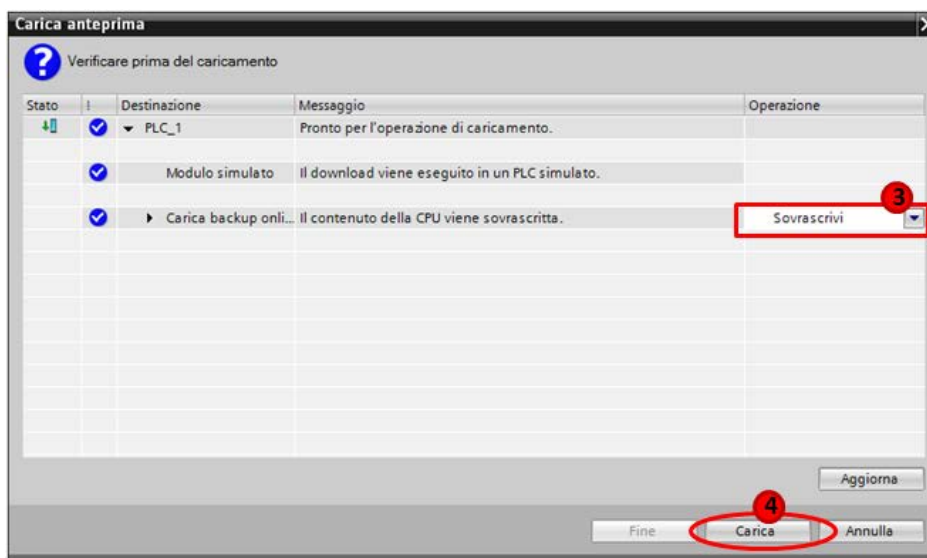 Carica anteprima
Verificare prima del caricamento
Stato ! Destinazione Messaggio Operazione
PLC_1 Pronto per l'operazione di caricamento.
Modulo simulato Il download viene eseguito in un PLC simulato.
3
Carica backup onli... Il contenuto della CPU viene sovrascritta. Sovrascrivi
Aggiorna
4
Fine Carica Annulla